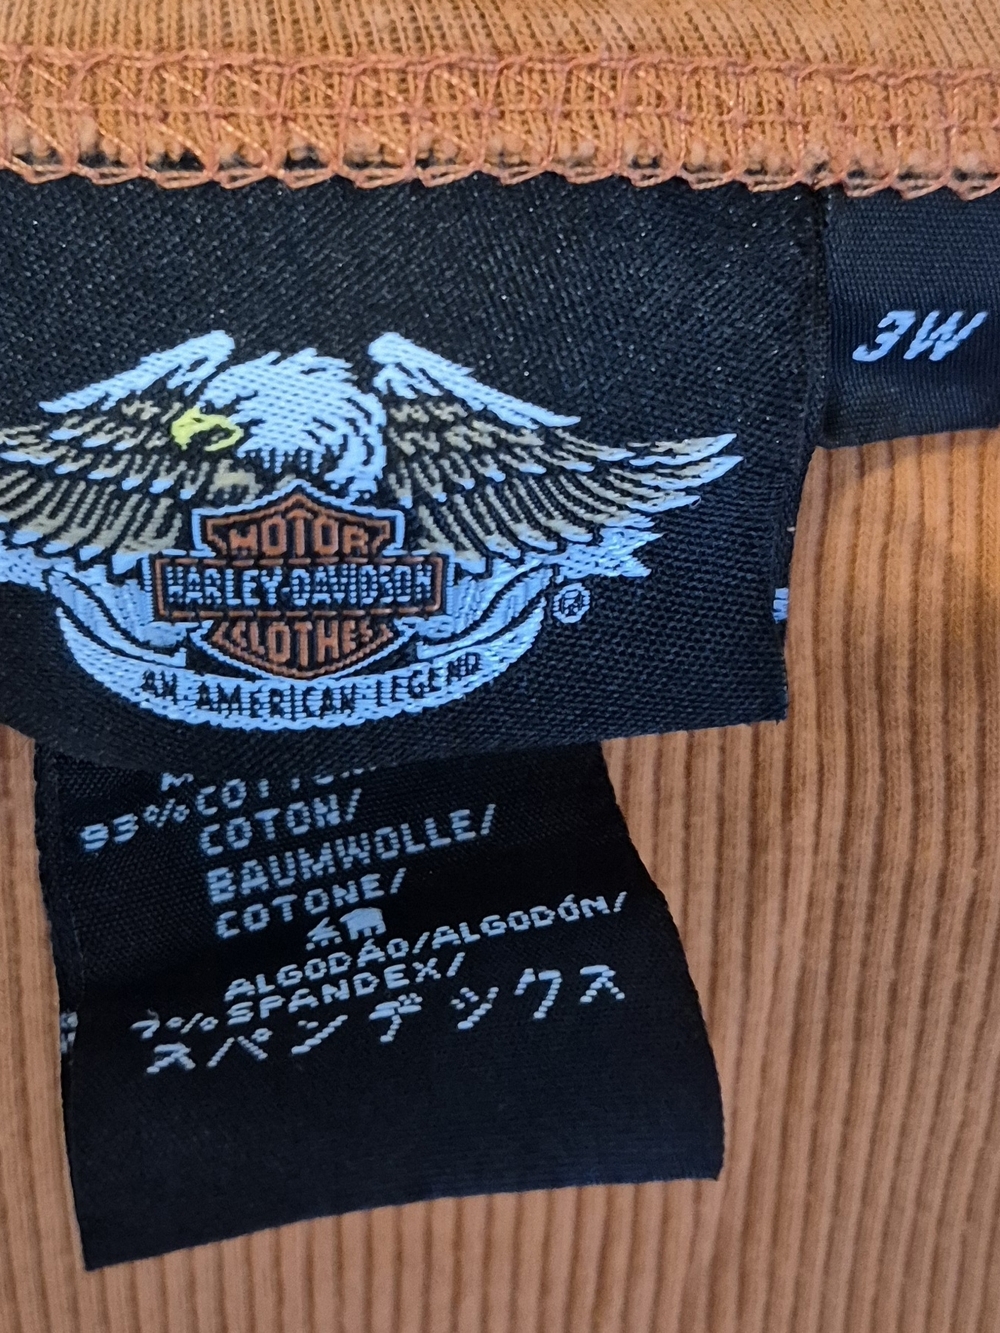 3W
MOTOR
HARLEY-DAVIDSON
CLOTHES
®
AN AMERICAN LEGEND
93% COTTON/
COTON/
BAUMWOLLE/
COTONE/
綿
ALGODÃO/ALGODÓN/
7% SPANDEX/
スパンデックス